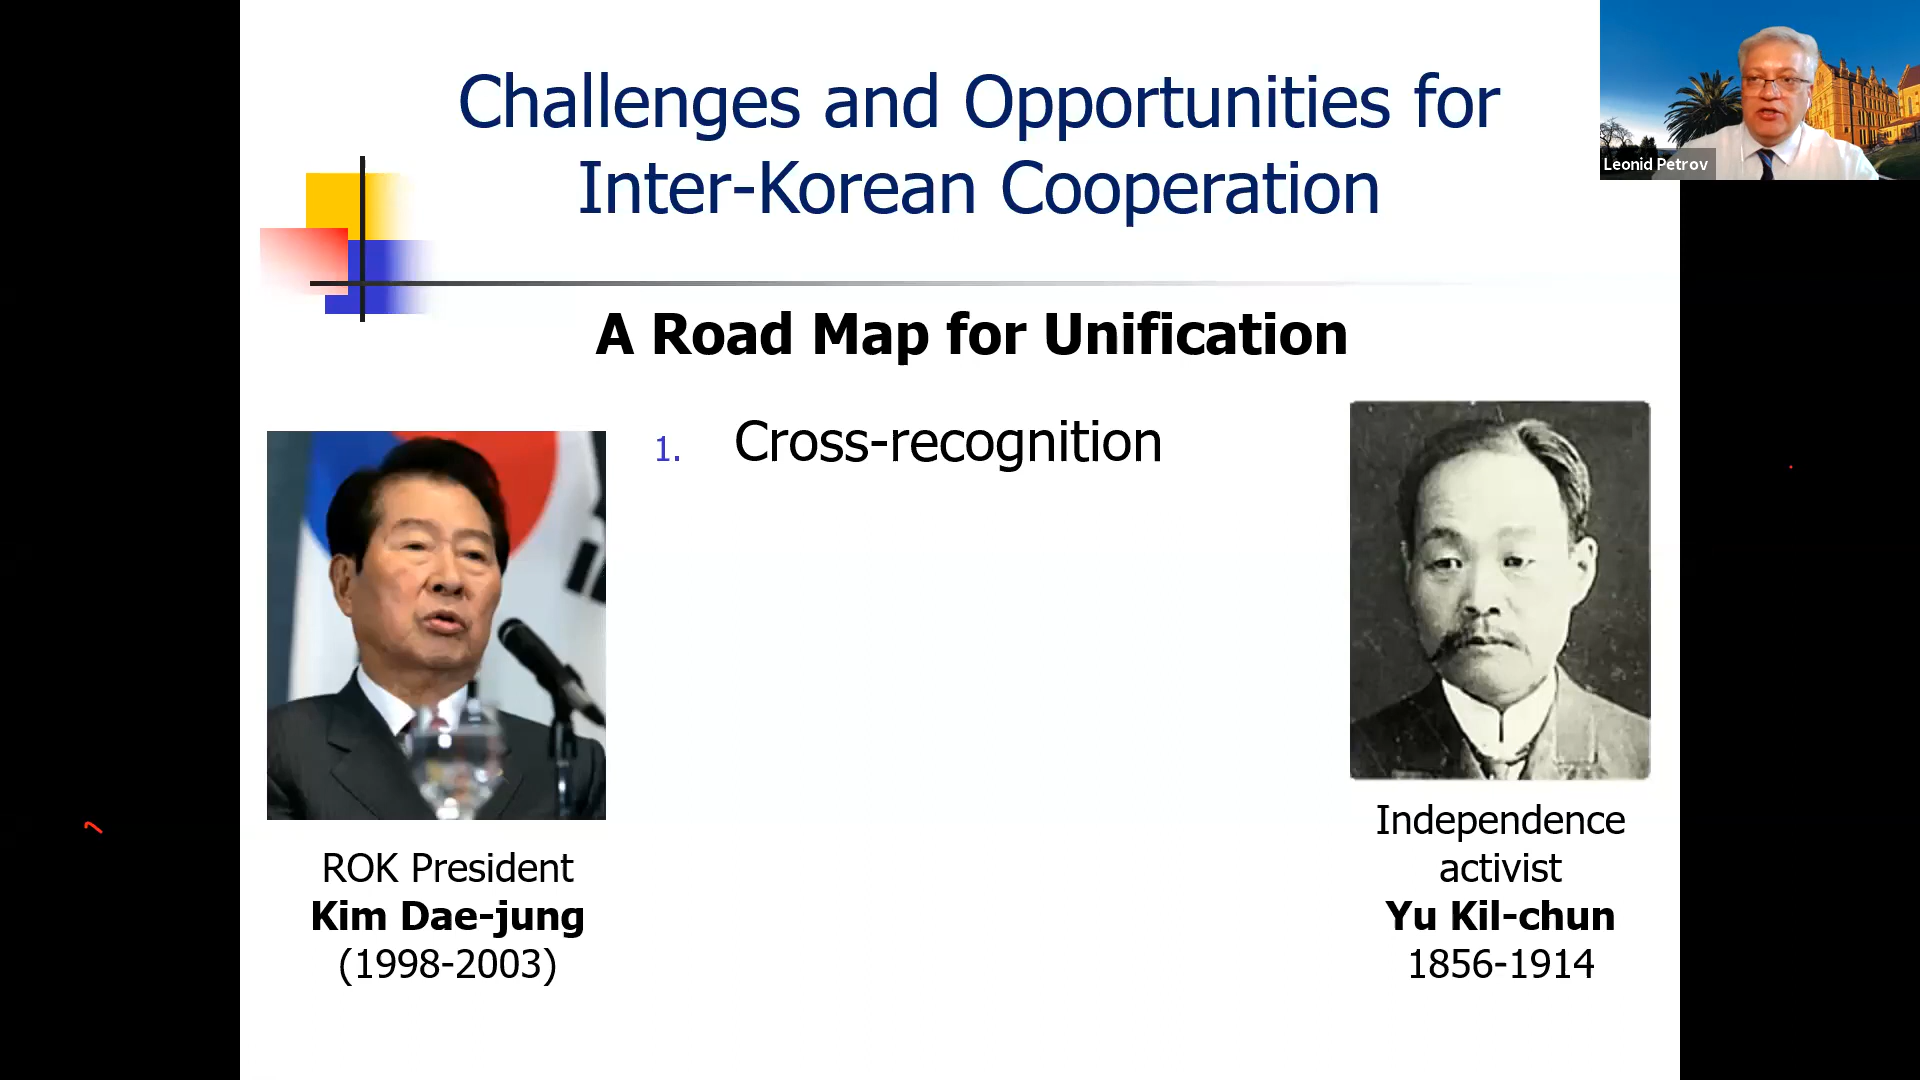 Challenges and Opportunities for
Inter-Korean Cooperation
Leonid Petrov
A Road Map for Unification
1. Cross-recognition
ROK President
Kim Dae-jung
(1998-2003)
Independence
activist
Yu Kil-chun
1856-1914